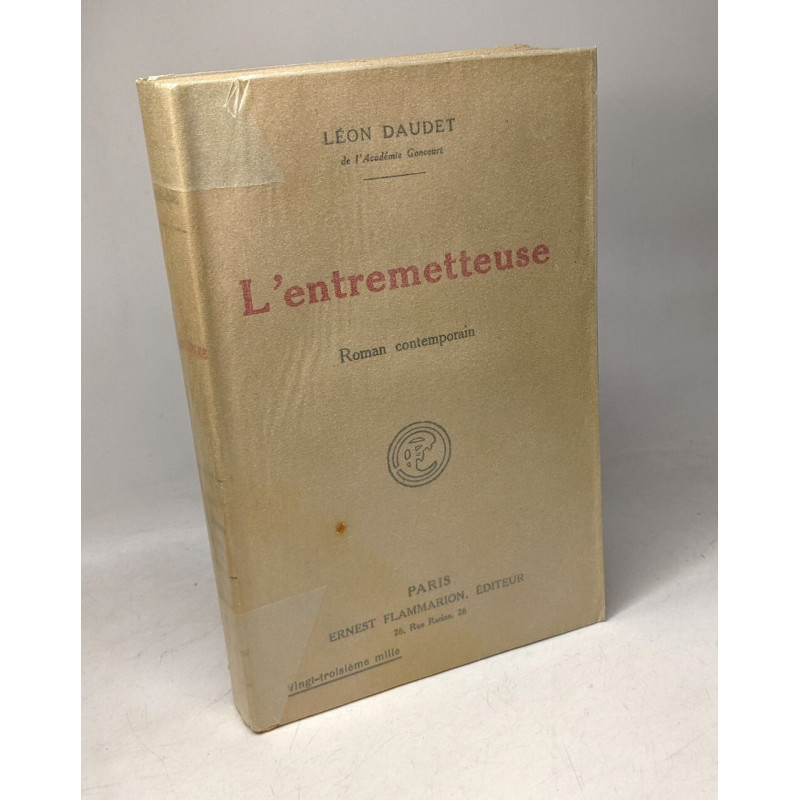 LÉON DAUDET
de l'Académie Goncourt
L'entremetteuse
Roman contemporain
PARIS
ERNEST FLAMMARION, ÉDITEUR
26, Rue Racine, 26
Vingt-troisième mille